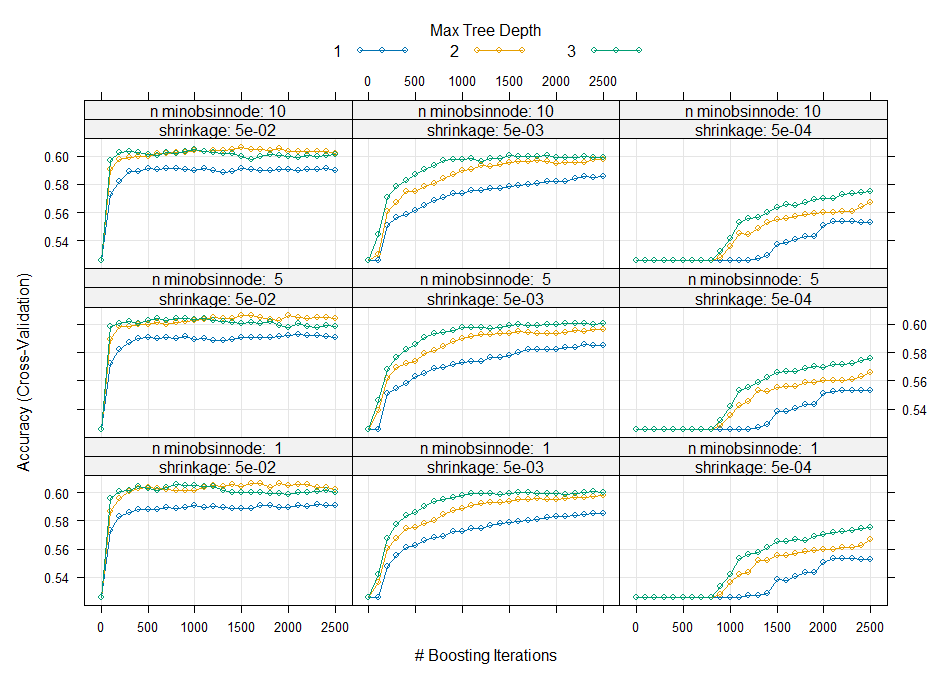 Max Tree Depth
1 2 3
0 500 1000 1500 2000 2500
n minobsinnode: 10 n minobsinnode: 10 n minobsinnode: 10
shrinkage: 5e-02 shrinkage: 5e-03 shrinkage: 5e-04
0.60
0.58
0.56
0.54
n minobsinnode: 5 n minobsinnode: 5 n minobsinnode: 5
shrinkage: 5e-02 shrinkage: 5e-03 shrinkage: 5e-04
0.60
0.58
0.56
0.54
Accuracy (Cross-Validation)
n minobsinnode: 1 n minobsinnode: 1 n minobsinnode: 1
shrinkage: 5e-02 shrinkage: 5e-03 shrinkage: 5e-04
0.60
0.58
0.56
0.54
0 500 1000 1500 2000 2500 0 500 1000 1500 2000 2500
# Boosting Iterations